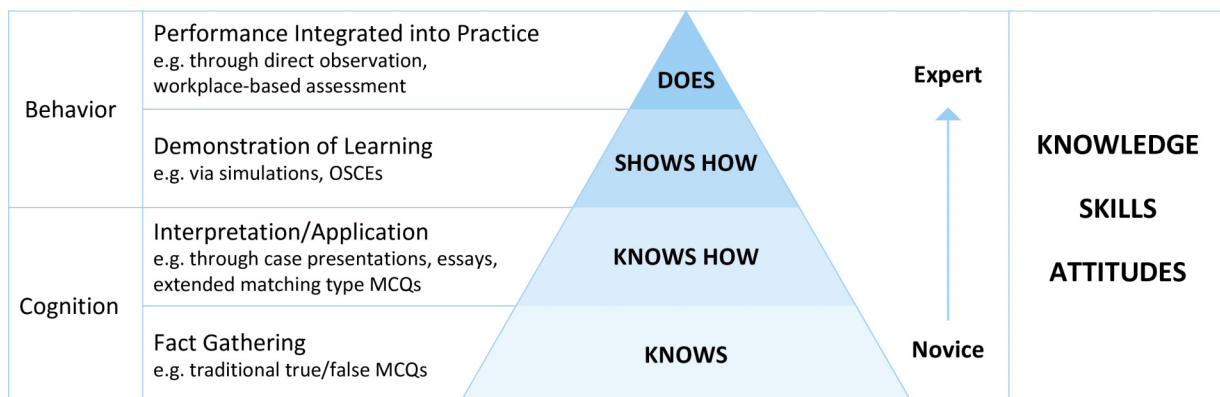 Behavior
Performance Integrated into Practice
e.g. through direct observation,
workplace-based assessment
DOES
Demonstration of Learning
e.g. via simulations, OSCEs
SHOWS HOW
Cognition
Interpretation/Application
e.g. through case presentations, essays,
extended matching type MCQs
KNOWS HOW
Fact Gathering
e.g. traditional true/false MCQs
KNOWS
Expert
Novice
KNOWLEDGE
SKILLS
ATTITUDES